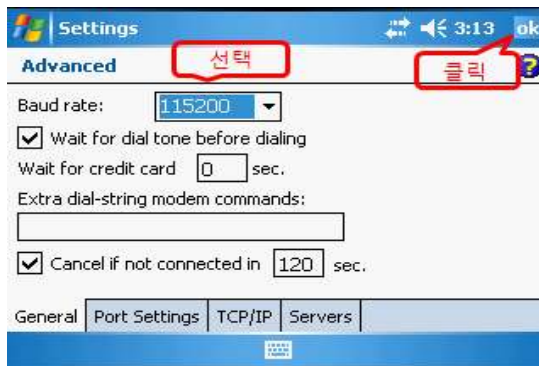 Settings 3:13 ok
Advanced 선택 클릭 ?
Baud rate: 115200
Wait for dial tone before dialing
Wait for credit card 0 sec.
Extra dial-string modem commands:
Cancel if not connected in 120 sec.
General Port Settings TCP/IP Servers